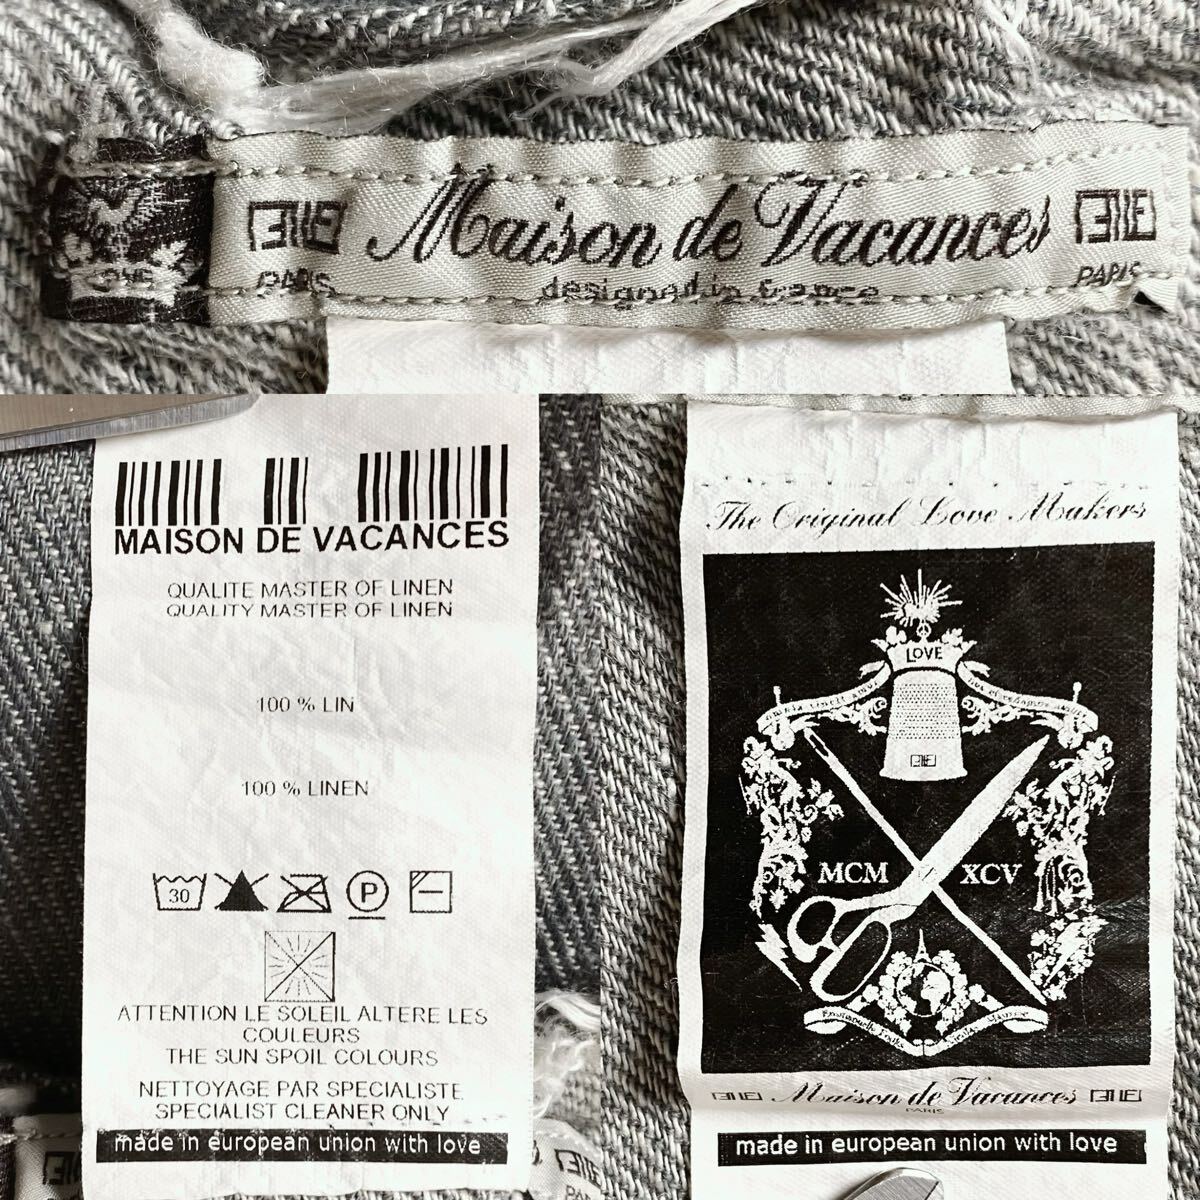 PARIS
Maison de Vacances
PARIS
designed in france
MAISON DE VACANCES
QUALITE MASTER OF LINEN
QUALITY MASTER OF LINEN
100 % LIN
100 % LINEN
30
P
ATTENTION LE SOLEIL ALTERE LES
COULEURS
THE SUN SPOIL COLOURS
NETTOYAGE PAR SPECIALISTE
SPECIALIST CLEANER ONLY
made in european union with love
PARIS
The Original Love Makers
LOVE
MCM XCV
Maison de Vacances
PARIS
made in european union with love